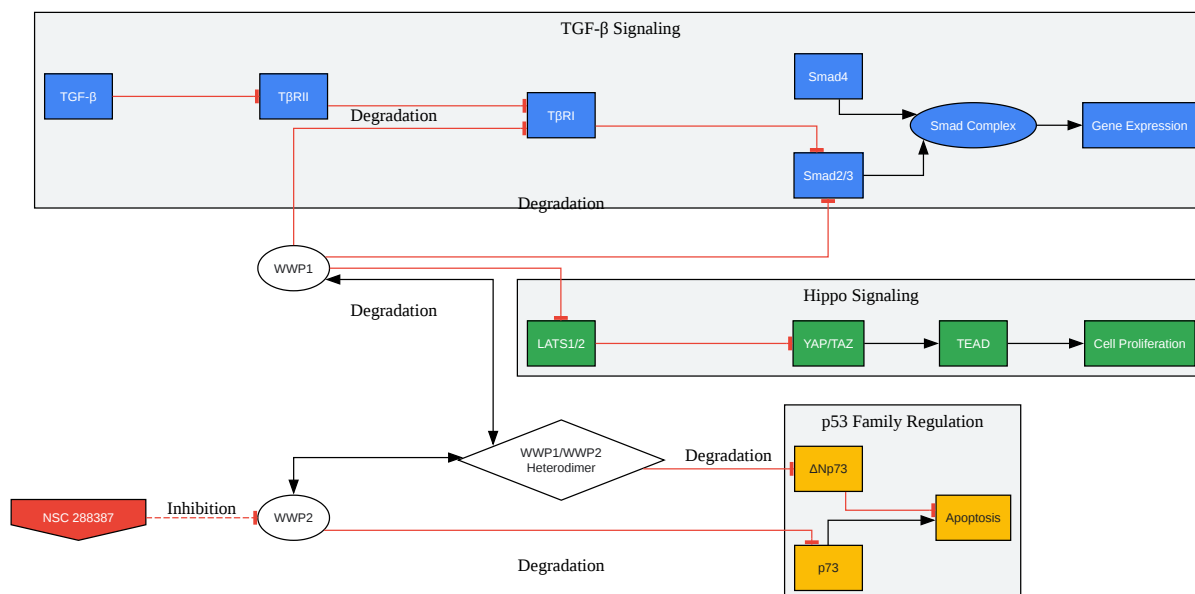 TGF-β Signaling
Smad4
TGF-β
TβRII
TβRI
Degradation
Smad Complex
Gene Expression
Smad2/3
Degradation
WWP1
Degradation
Hippo Signaling
LATS1/2
YAP/TAZ
TEAD
Cell Proliferation
p53 Family Regulation
WWP1/WWP2
Heterodimer
Degradation
ΔNp73
NSC 288387
Inhibition
WWP2
Apoptosis
Degradation
p73